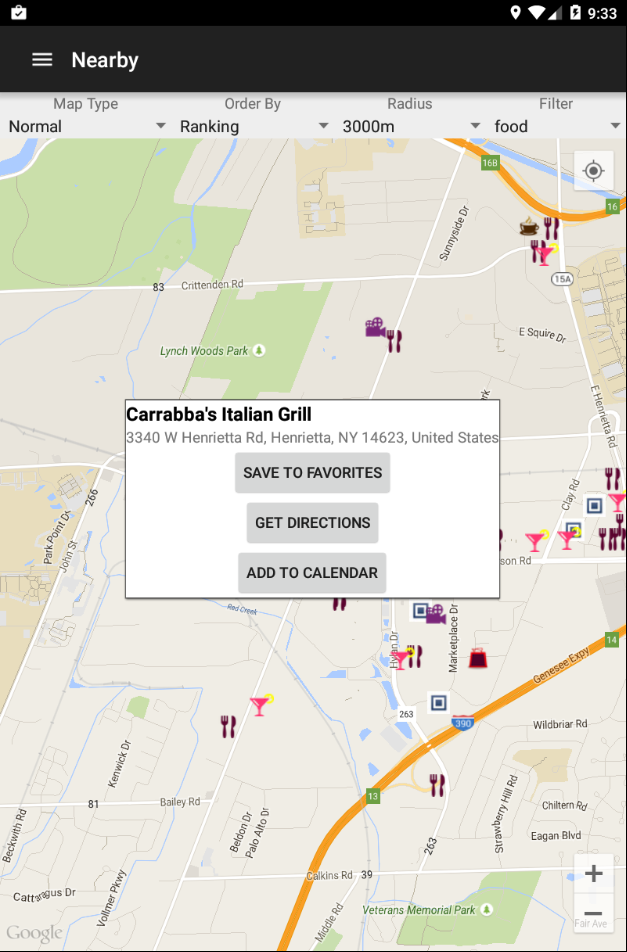 9:33
Nearby
Map Type Order By Radius Filter
Normal Ranking 3000m food
16B
16
Sunnyside Dr
15A
83 Crittenden Rd
E Squire Dr
Lynch Woods Park
E Henrietta Rd
Carrabba's Italian Grill
3340 W Henrietta Rd, Henrietta, NY 14623, United States
SAVE TO FAVORITES
GET DIRECTIONS
ADD TO CALENDAR
266
Clay Rd
Park Point Dr
John St
son Rd
Red Creek
Marketplace Dr
14
Genesee Expy
263
390
Wildbriar Rd
Kenwick Dr
13
81 Bailey Rd
Strawberry Hill Rd
Chiltern Rd
Beckwith Rd
Beldon Dr
Palo Alto Dr
Eagan Blvd
263
Calkins Rd 39
Cattaragus Dr
Vollmer Pkwy
Middle Rd
Veterans Memorial Park
Fair Ave
Google